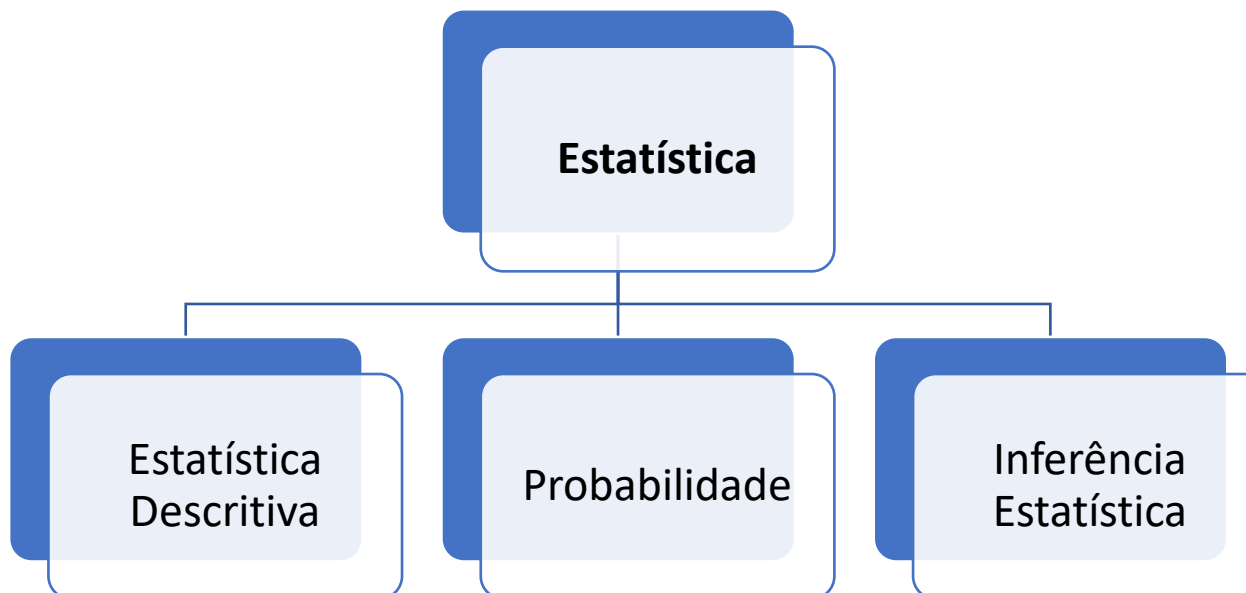 Estatística
Estatística
Descritiva
Probabilidade
Inferência
Estatística